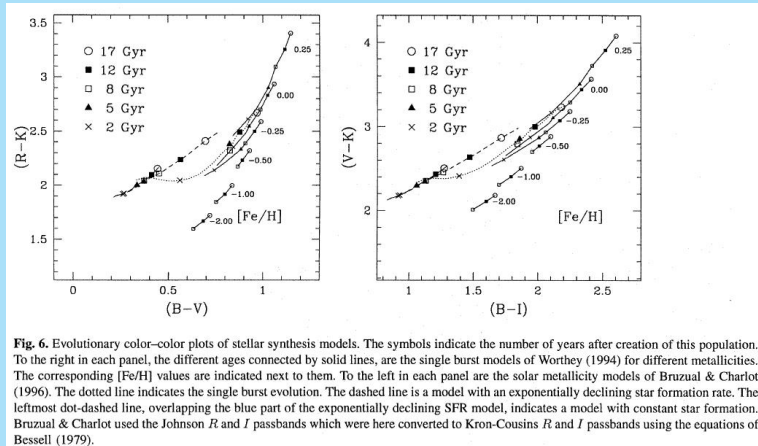 3.5
3
2.5
2
1.5
(R-K)
17 Gyr
12 Gyr
8 Gyr
5 Gyr
2 Gyr
0.25
0.00
-0.25
-0.50
-1.00
-2.00
[Fe/H]
0
0.5
1
(B-V)
4
3
2
(V-K)
17 Gyr
12 Gyr
8 Gyr
5 Gyr
2 Gyr
0.25
0.00
-0.25
-0.50
-1.00
-2.00
[Fe/H]
1
1.5
2
2.5
(B-I)
Fig. 6. Evolutionary color–color plots of stellar synthesis models. The symbols indicate the number of years after creation of this population.
To the right in each panel, the different ages connected by solid lines, are the single burst models of Worthey (1994) for different metallicities.
The corresponding [Fe/H] values are indicated next to them. To the left in each panel are the solar metallicity models of Bruzual & Charlot
(1996). The dotted line indicates the single burst evolution. The dashed line is a model with an exponentially declining star formation rate. The
leftmost dot-dashed line, overlapping the blue part of the exponentially declining SFR model, indicates a model with constant star formation.
Bruzual & Charlot used the Johnson R and I passbands which were here converted to Kron-Cousins R and I passbands using the equations of
Bessell (1979).